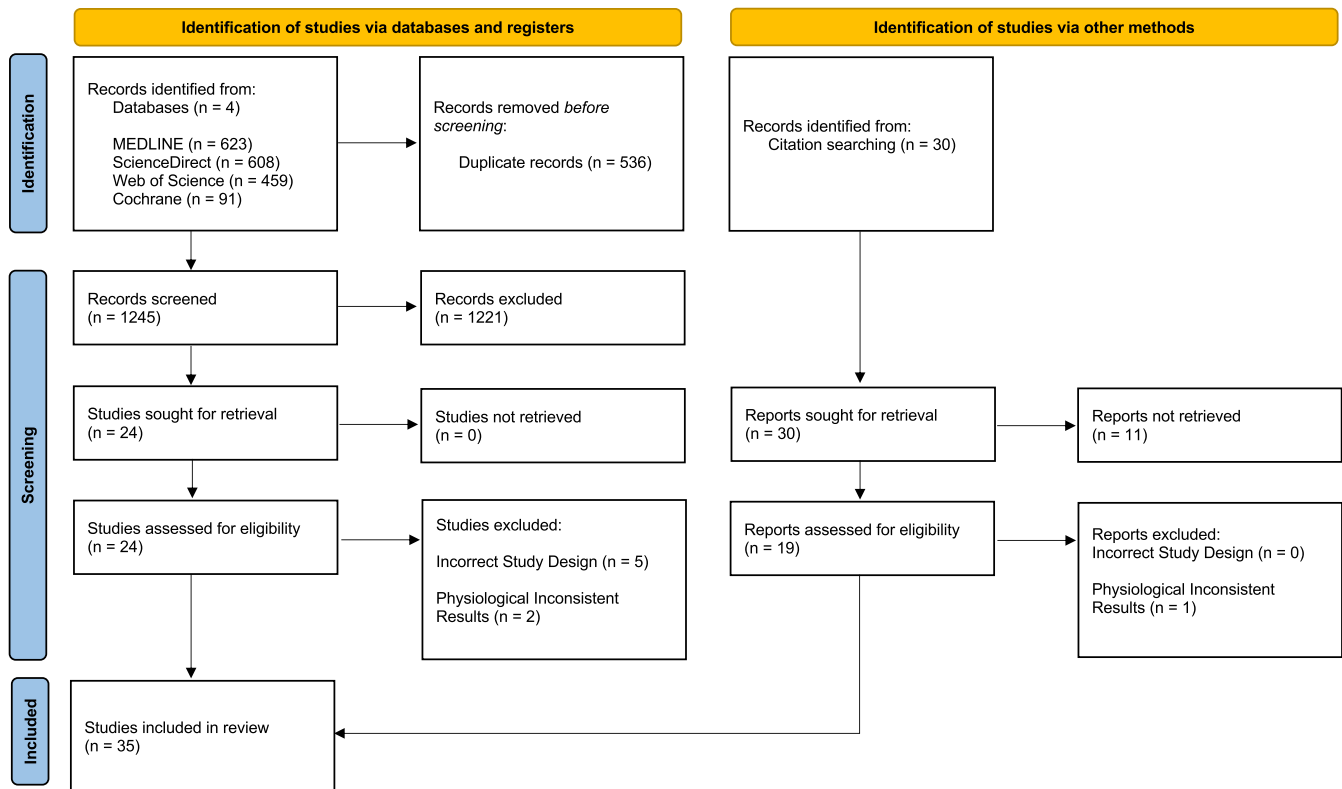 Identification of studies via databases and registers
Identification of studies via other methods
Identification
Records identified from:
Databases (n = 4)
MEDLINE (n = 623)
ScienceDirect (n = 608)
Web of Science (n = 459)
Cochrane (n = 91)
Records removed before
screening:
Duplicate records (n = 536)
Records identified from:
Citation searching (n = 30)
Screening
Records screened
(n = 1245)
Records excluded
(n = 1221)
Studies sought for retrieval
(n = 24)
Studies not retrieved
(n = 0)
Reports sought for retrieval
(n = 30)
Reports not retrieved
(n = 11)
Studies assessed for eligibility
(n = 24)
Studies excluded:
Incorrect Study Design (n = 5)
Physiological Inconsistent
Results (n = 2)
Reports assessed for eligibility
(n = 19)
Reports excluded:
Incorrect Study Design (n = 0)
Physiological Inconsistent
Results (n = 1)
Included
Studies included in review
(n = 35)